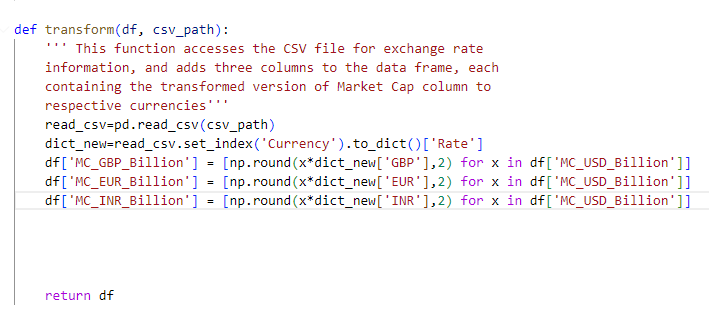 def transform(df, csv_path):
    ''' This function accesses the CSV file for exchange rate
    information, and adds three columns to the data frame, each
    containing the transformed version of Market Cap column to
    respective currencies'''
    read_csv=pd.read_csv(csv_path)
    dict_new=read_csv.set_index('Currency').to_dict()['Rate']
    df['MC_GBP_Billion'] = [np.round(x*dict_new['GBP'],2) for x in df['MC_USD_Billion']]
    df['MC_EUR_Billion'] = [np.round(x*dict_new['EUR'],2) for x in df['MC_USD_Billion']]
    df['MC_INR_Billion'] = [np.round(x*dict_new['INR'],2) for x in df['MC_USD_Billion']]
    return df